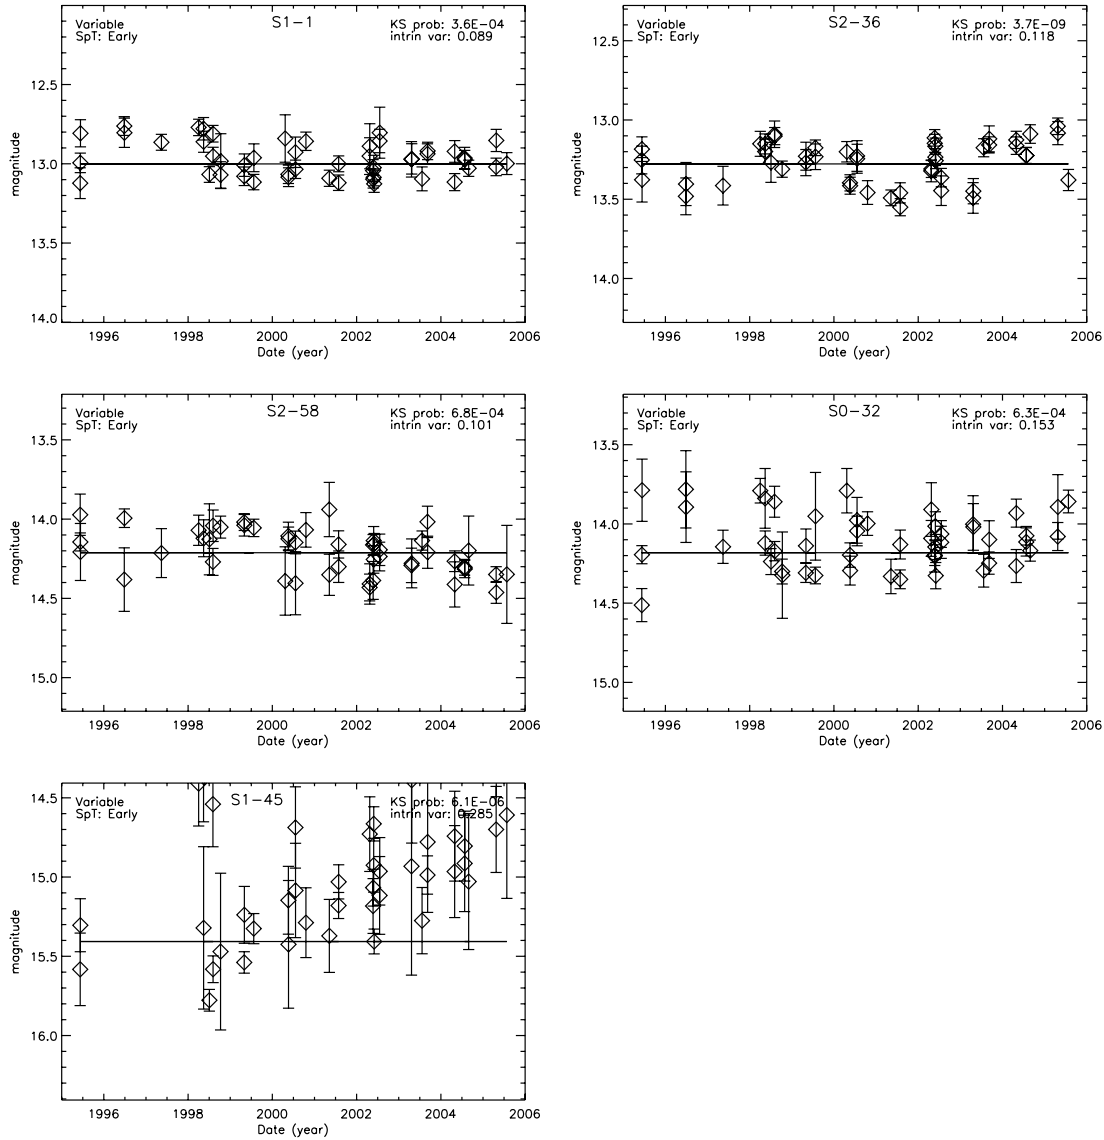 S1-1
Variable
SpT: Early
KS prob: 3.6E-04
intrin var: 0.089
12.5
13.0
13.5
14.0
magnitude
1996 1998 2000 2002 2004 2006
Date (year)
S2-36
Variable
SpT: Early
KS prob: 3.7E-09
intrin var: 0.118
12.5
13.0
13.5
14.0
magnitude
1996 1998 2000 2002 2004 2006
Date (year)
S2-58
Variable
SpT: Early
KS prob: 6.8E-04
intrin var: 0.101
13.5
14.0
14.5
15.0
magnitude
1996 1998 2000 2002 2004 2006
Date (year)
S0-32
Variable
SpT: Early
KS prob: 6.3E-04
intrin var: 0.153
13.5
14.0
14.5
15.0
magnitude
1996 1998 2000 2002 2004 2006
Date (year)
S1-45
Variable
SpT: Early
KS prob: 6.1E-06
intrin var: 0.285
14.5
15.0
15.5
16.0
magnitude
1996 1998 2000 2002 2004 2006
Date (year)